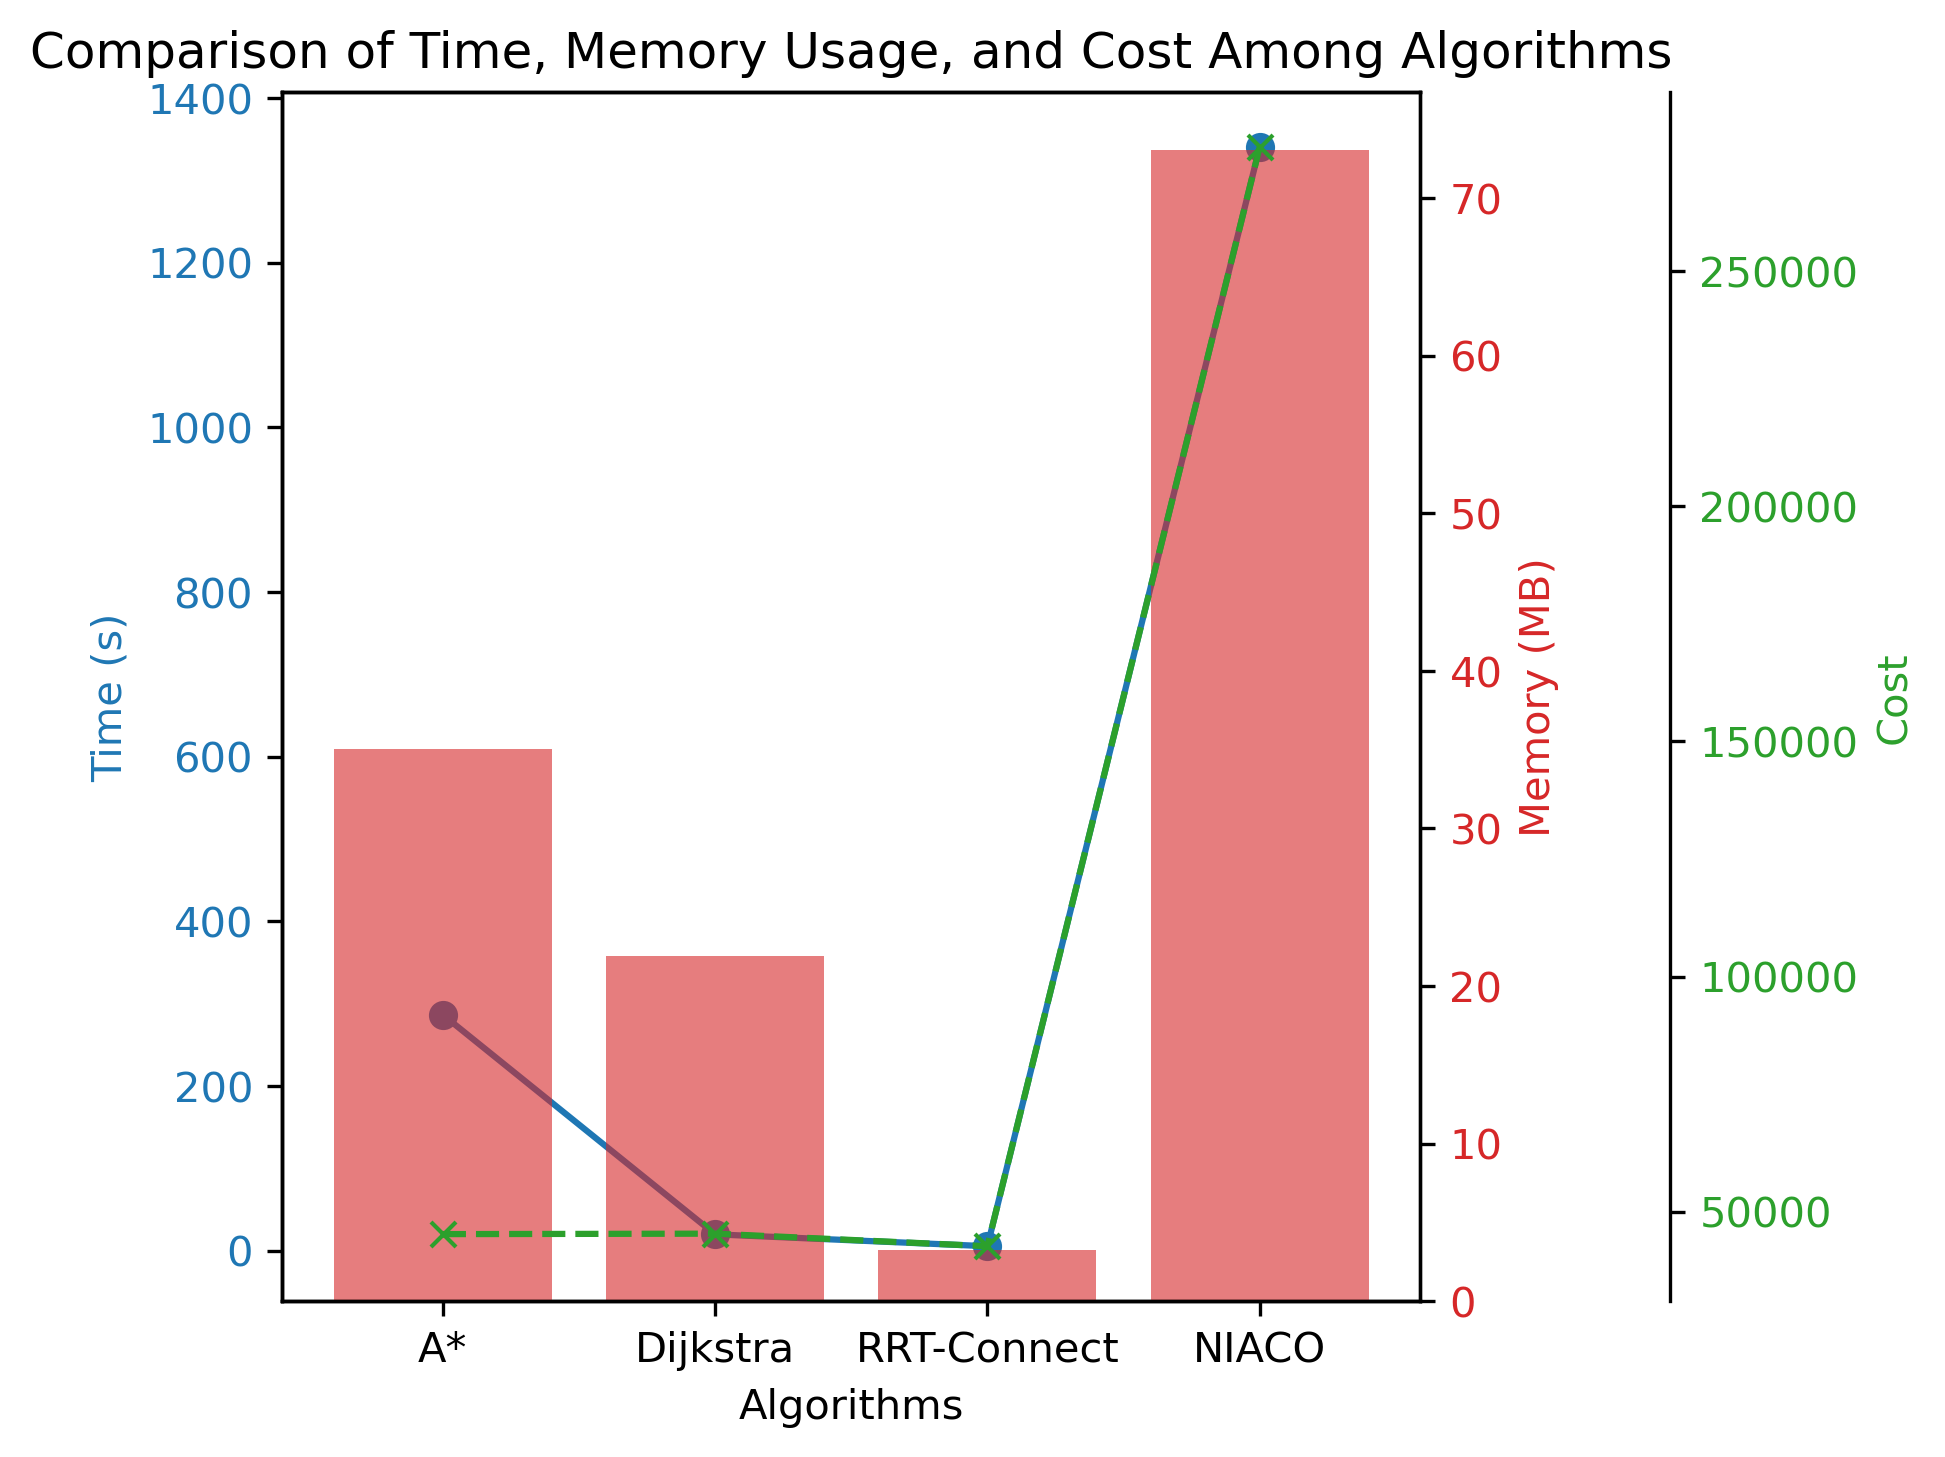 Comparison of Time, Memory Usage, and Cost Among Algorithms
1400
1200
1000
800
600
400
200
0
Time (s)
70
60
50
40
30
20
10
0
Memory (MB)
250000
200000
150000
100000
50000
Cost
A*
Dijkstra
RRT-Connect
NIACO
Algorithms